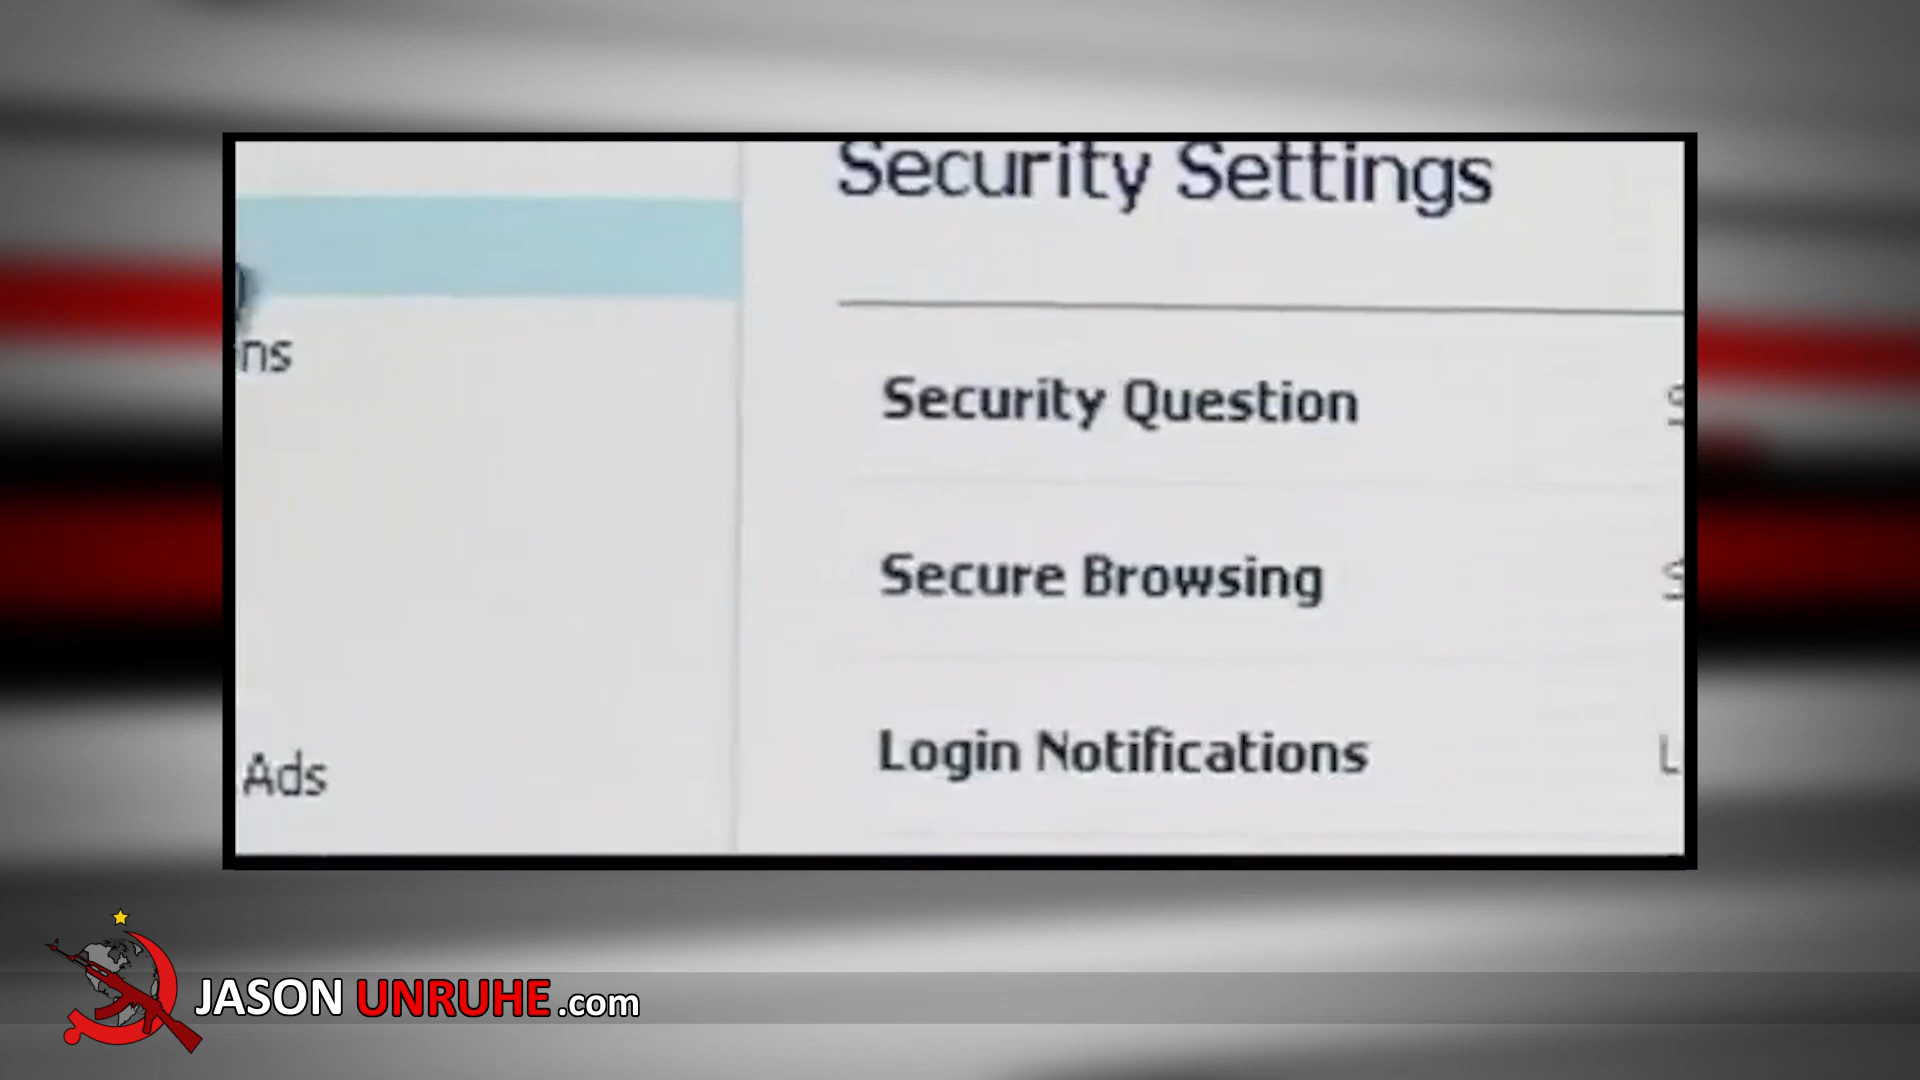 Security Settings
ns
Security Question
Secure Browsing
Login Notifications
Ads
JASON UNRUHE.com